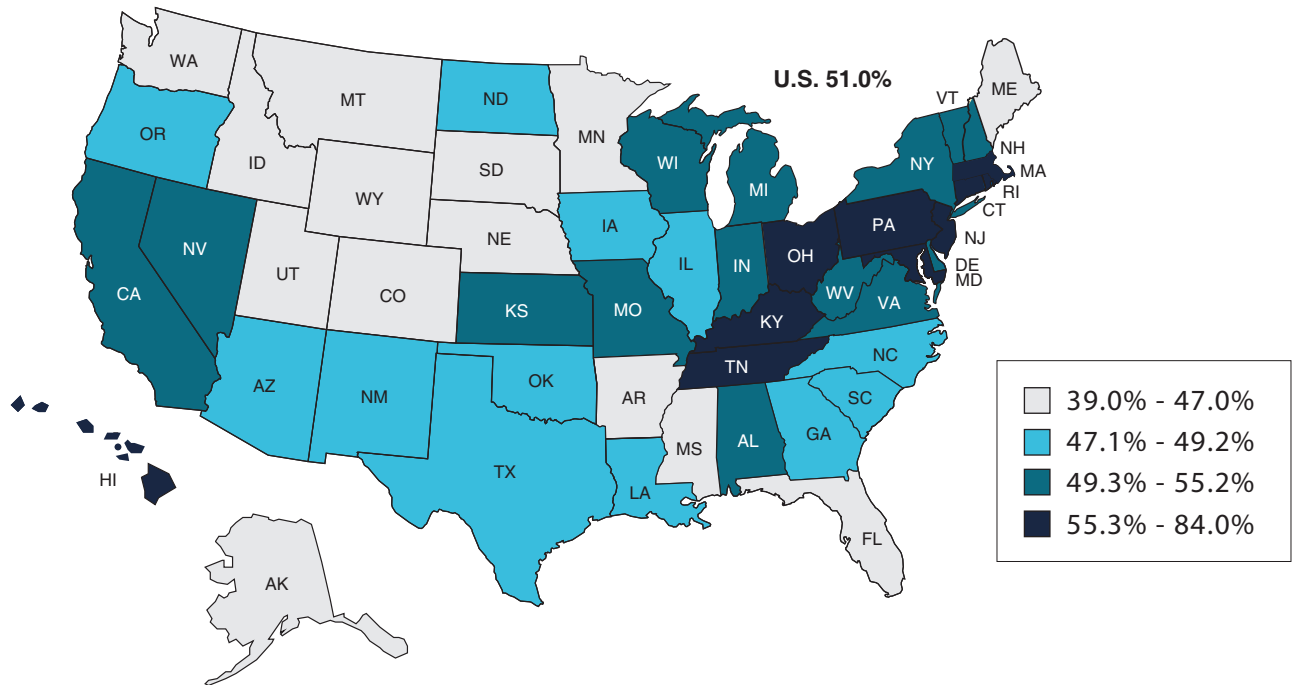 WA
MT
ND
MN
U.S. 51.0%
VT
ME
OR
ID
SD
WI
MI
NY
NH
MA
RI
CT
WY
NE
IA
PA
NJ
NV
UT
CO
IL
IN
OH
DE
MD
CA
KS
MO
WV
VA
KY
AZ
NM
OK
AR
TN
NC
SC
MS
AL
GA
TX
LA
HI
FL
AK
39.0% - 47.0%
47.1% - 49.2%
49.3% - 55.2%
55.3% - 84.0%